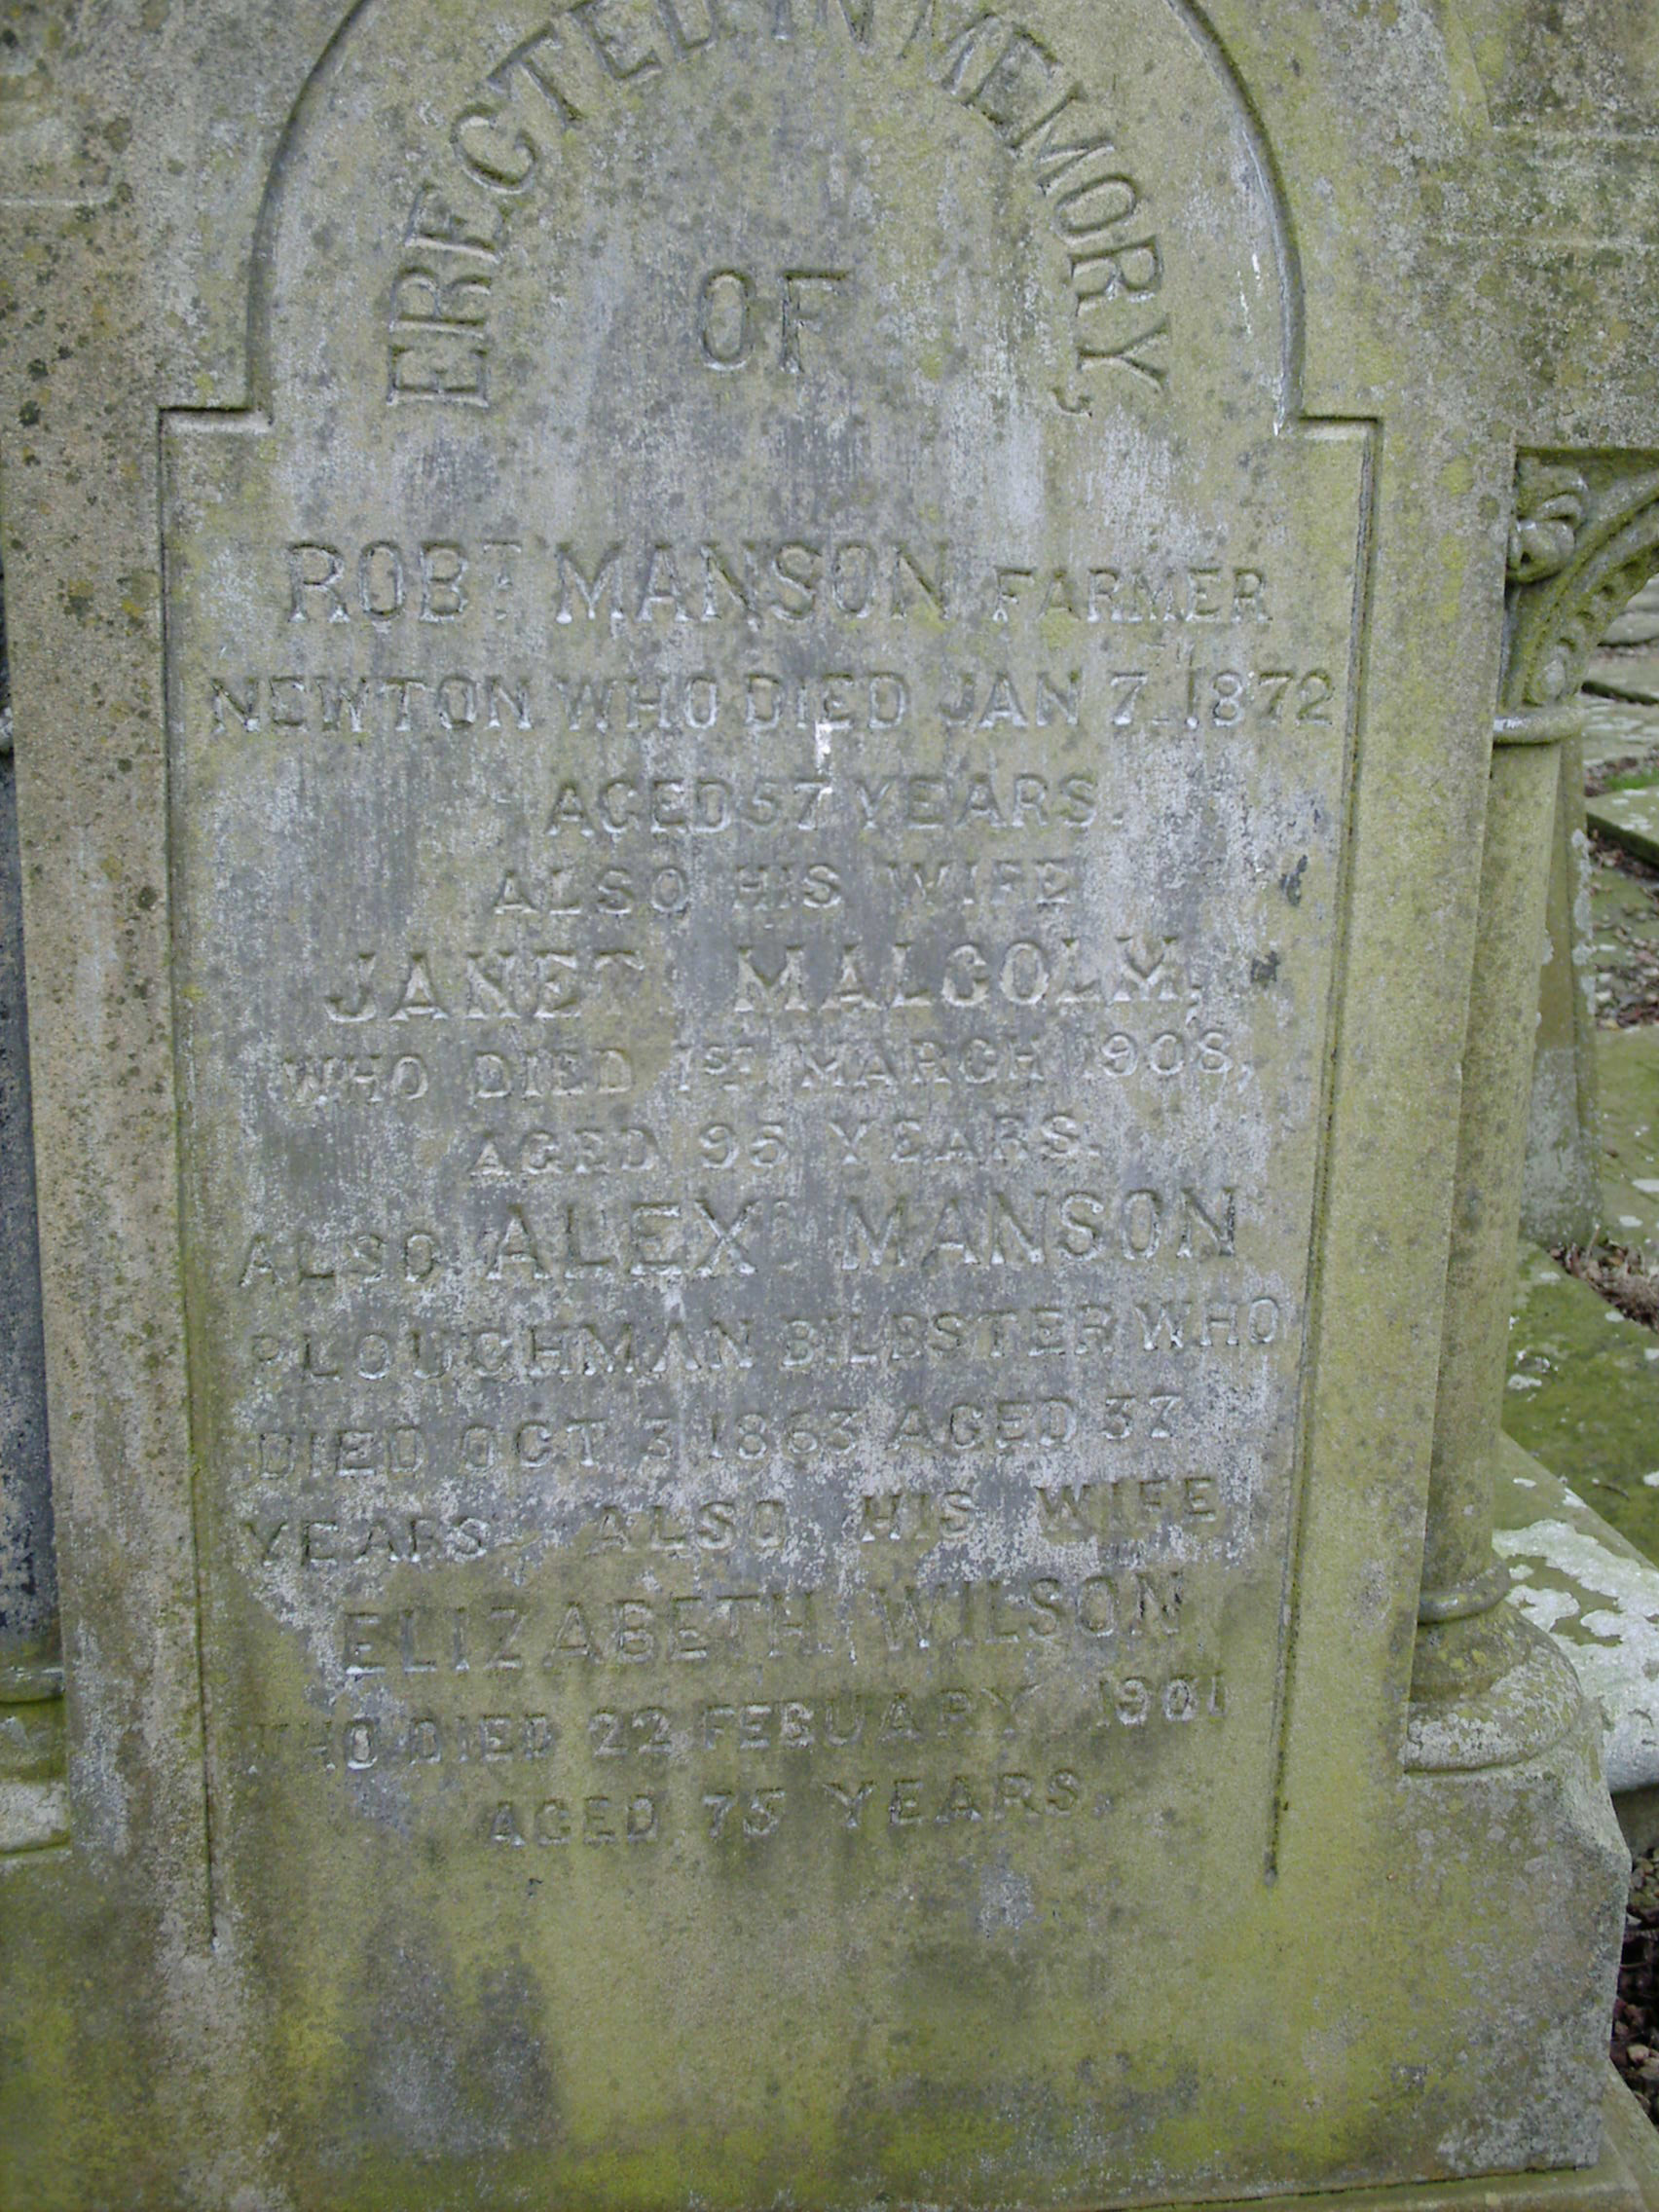 ERECTED IN MEMORY,
OF
ROBT MANSON FARMER
NEWTON WHO DIED JAN 7. 1872
AGED 57 YEARS.
ALSO HIS WIFE
JANET MALCOLM,
WHO DIED 1ST MARCH 1908,
AGED 95 YEARS.
ALSO ALEXR MANSON
PLOUGHMAN BILBSTER WHO
DIED OCT 3 1863 AGED 37
YEARS ALSO HIS WIFE
ELIZABETH WILSON
WHO DIED 22 FEBUARY 1901
AGED 75 YEARS.